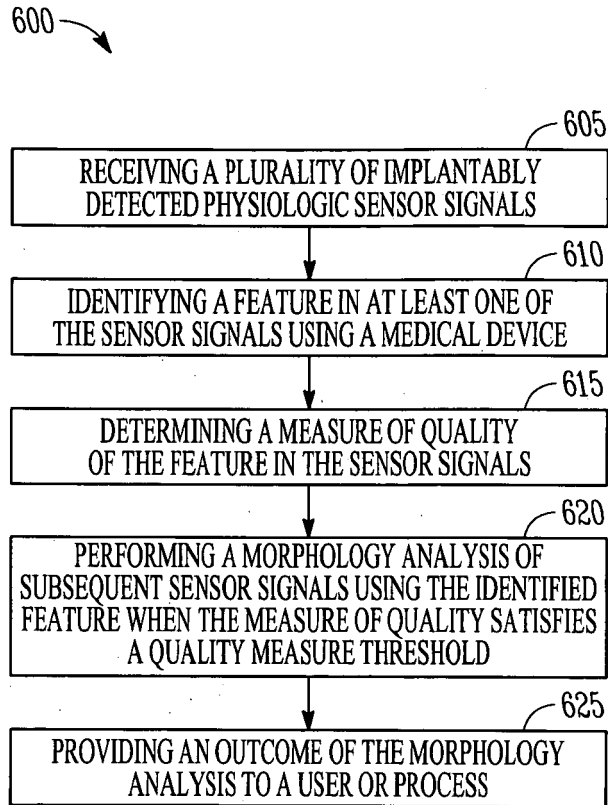 600
605
RECEIVING A PLURALITY OF IMPLANTABLY
DETECTED PHYSIOLOGIC SENSOR SIGNALS
610
IDENTIFYING A FEATURE IN AT LEAST ONE OF
THE SENSOR SIGNALS USING A MEDICAL DEVICE
615
DETERMINING A MEASURE OF QUALITY
OF THE FEATURE IN THE SENSOR SIGNALS
620
PERFORMING A MORPHOLOGY ANALYSIS OF
SUBSEQUENT SENSOR SIGNALS USING THE IDENTIFIED
FEATURE WHEN THE MEASURE OF QUALITY SATISFIES
A QUALITY MEASURE THRESHOLD
625
PROVIDING AN OUTCOME OF THE MORPHOLOGY
ANALYSIS TO A USER OR PROCESS